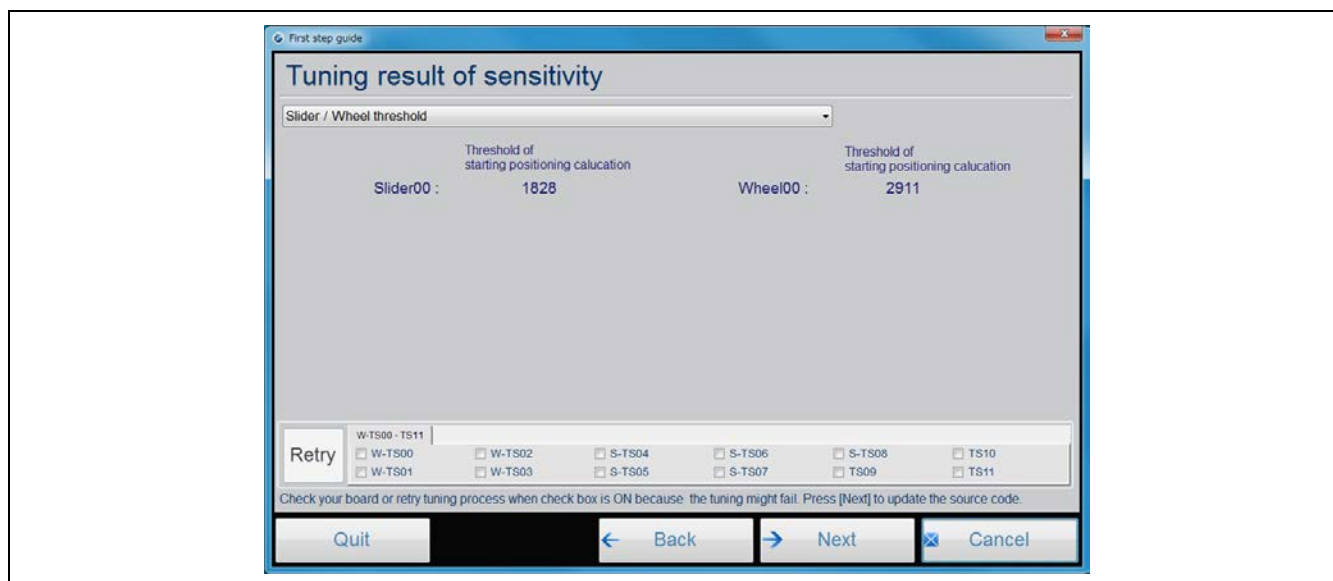 First step guide
Tuning result of sensitivity
Slider / Wheel threshold
Threshold of
starting positioning calucation
Threshold of
starting positioning calucation
Slider00 : 1828 Wheel00 : 2911
W-TS00 - TS11
Retry
W-TS00 W-TS02 S-TS04 S-TS06 S-TS08 TS10
W-TS01 W-TS03 S-TS05 S-TS07 TS09 TS11
Check your board or retry tuning process when check box is ON because the tuning might fail. Press [Next] to update the source code.
Quit Back Next Cancel